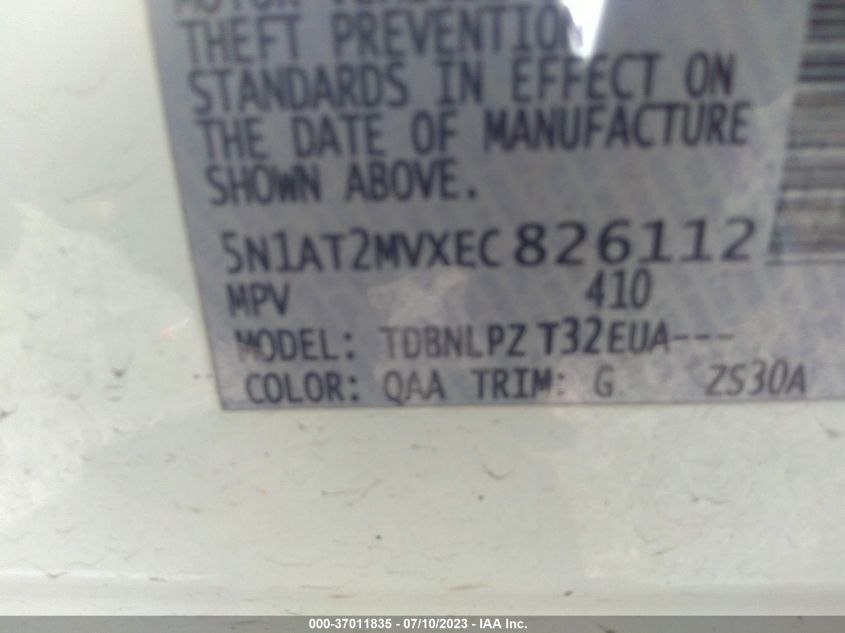 THEFT PREVENTION
STANDARDS IN EFFECT ON
THE DATE OF MANUFACTURE
SHOWN ABOVE.
5N1AT2MVXEC826112
MPV 410
MODEL: TDBNLPZ T32EUA---
COLOR: QAA TRIM: G ZS30A
000-37011835 - 07/10/2023 - IAA Inc.